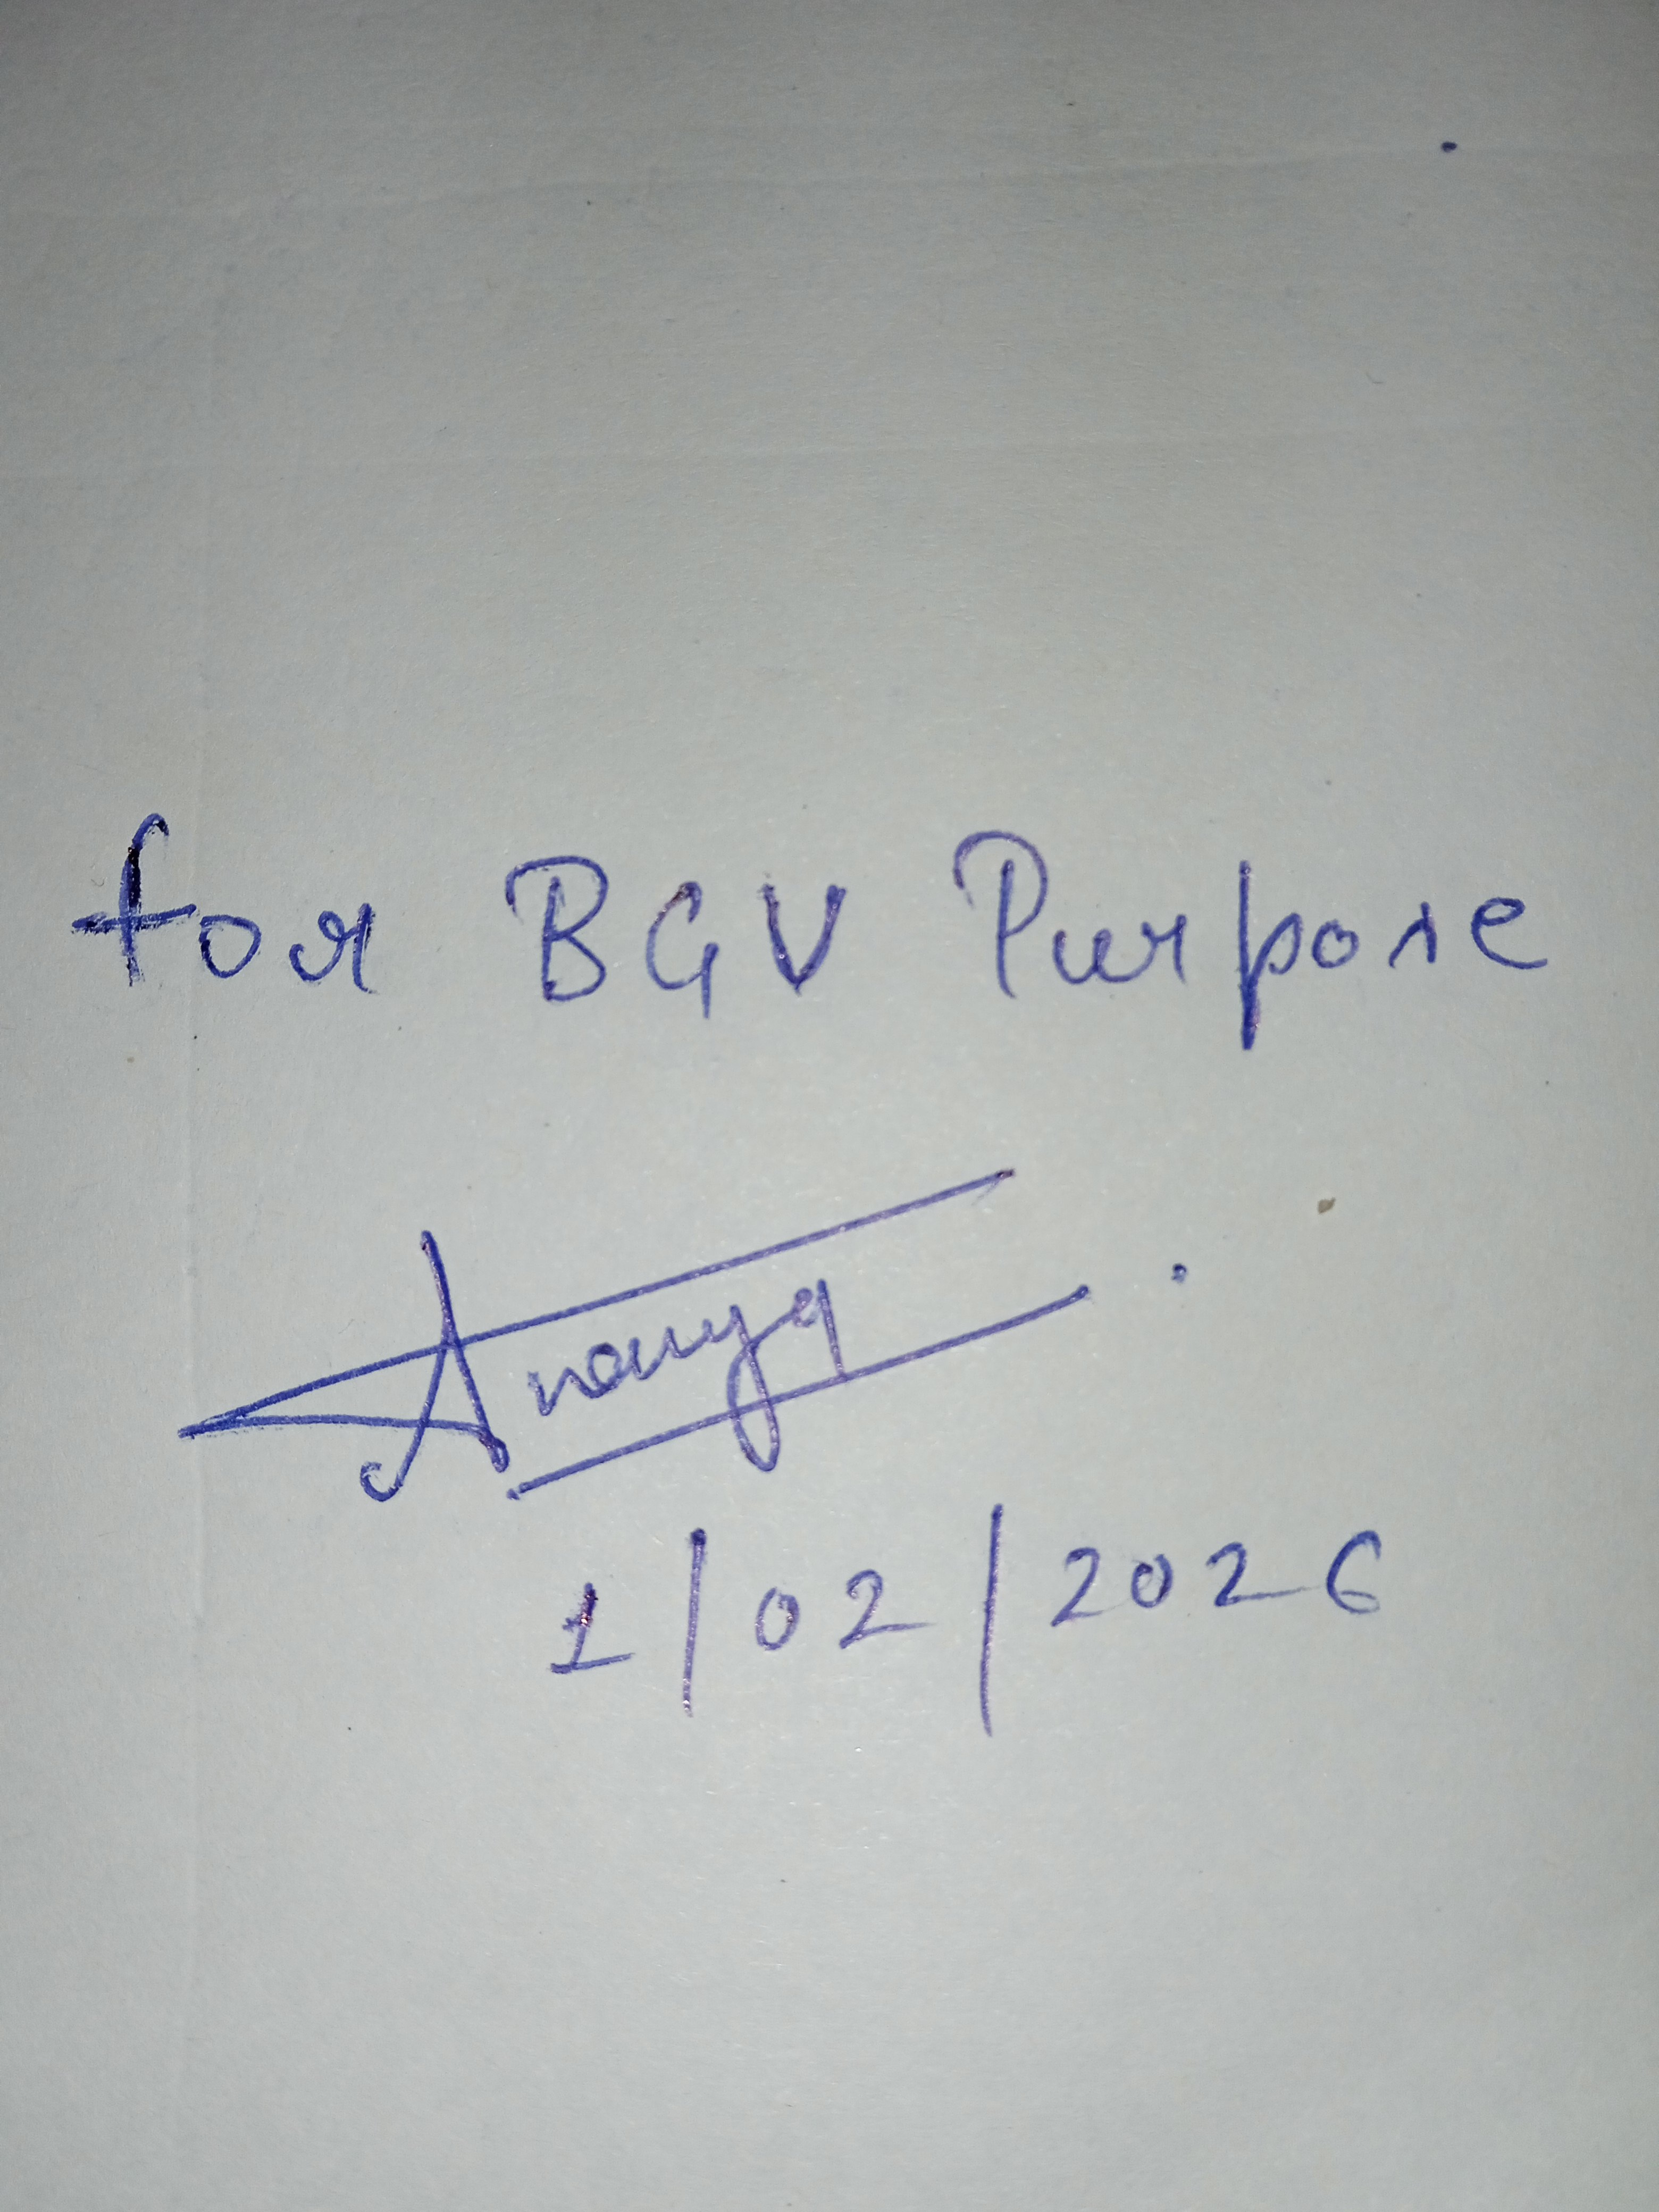 for BGV Purpose
Ananya
1/02/2026